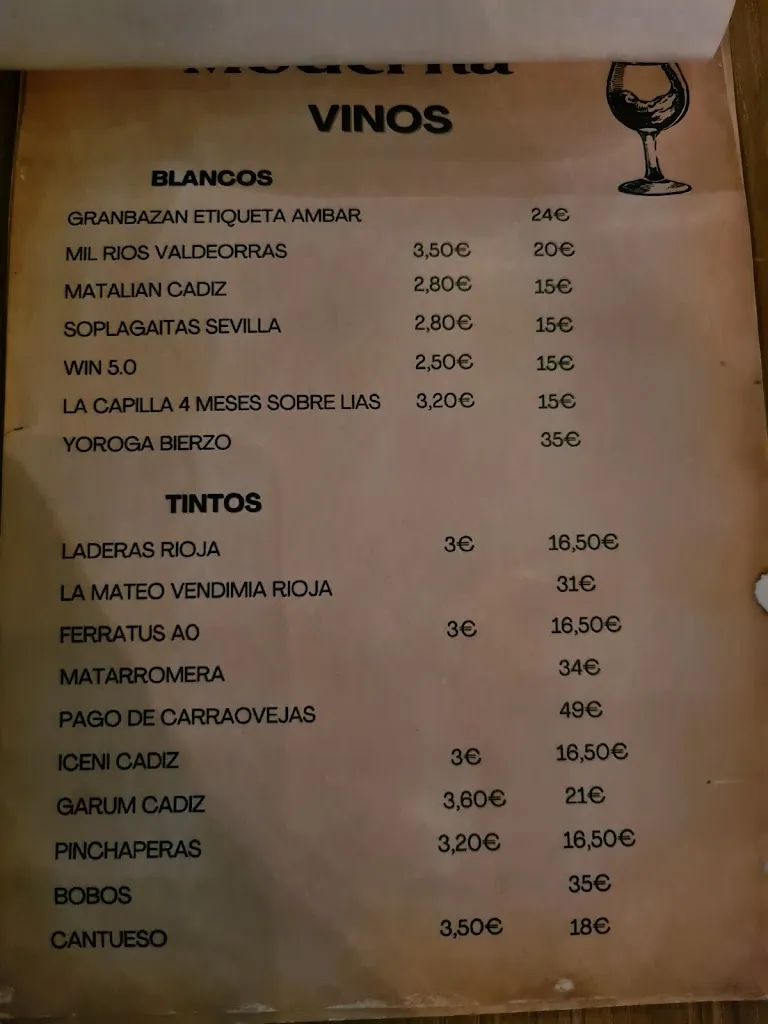 Moderna
VINOS
BLANCOS
GRANBAZAN ETIQUETA AMBAR 24€
MIL RIOS VALDEORRAS 3,50€ 20€
MATALIAN CADIZ 2,80€ 15€
SOPLAGAITAS SEVILLA 2,80€ 15€
WIN 5.0 2,50€ 15€
LA CAPILLA 4 MESES SOBRE LIAS 3,20€ 15€
YOROGA BIERZO 35€
TINTOS
LADERAS RIOJA 3€ 16,50€
LA MATEO VENDIMIA RIOJA 31€
FERRATUS AO 3€ 16,50€
MATARROMERA 34€
PAGO DE CARRAOVEJAS 49€
ICENI CADIZ 3€ 16,50€
GARUM CADIZ 3,60€ 21€
PINCHAPERAS 3,20€ 16,50€
BOBOS 35€
CANTUESO 3,50€ 18€